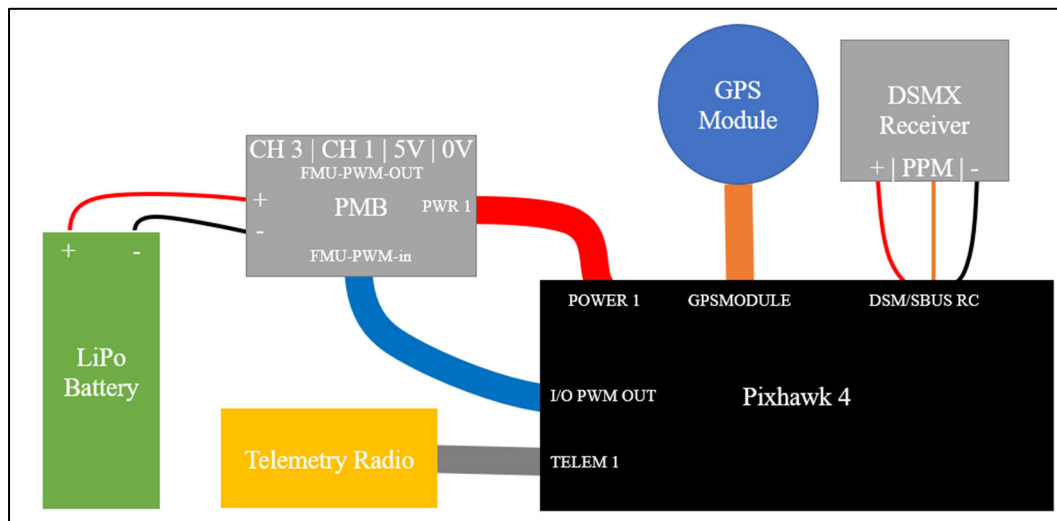 GPS
Module
DSMX
Receiver
+ | PPM | -
CH 3 | CH 1 | 5V | 0V
FMU-PWM-OUT
+
PMB
PWR 1
-
FMU-PWM-in
+ -
LiPo
Battery
POWER 1
GPSMODULE
DSM/SBUS RC
I/O PWM OUT
Pixhawk 4
Telemetry Radio
TELEM 1